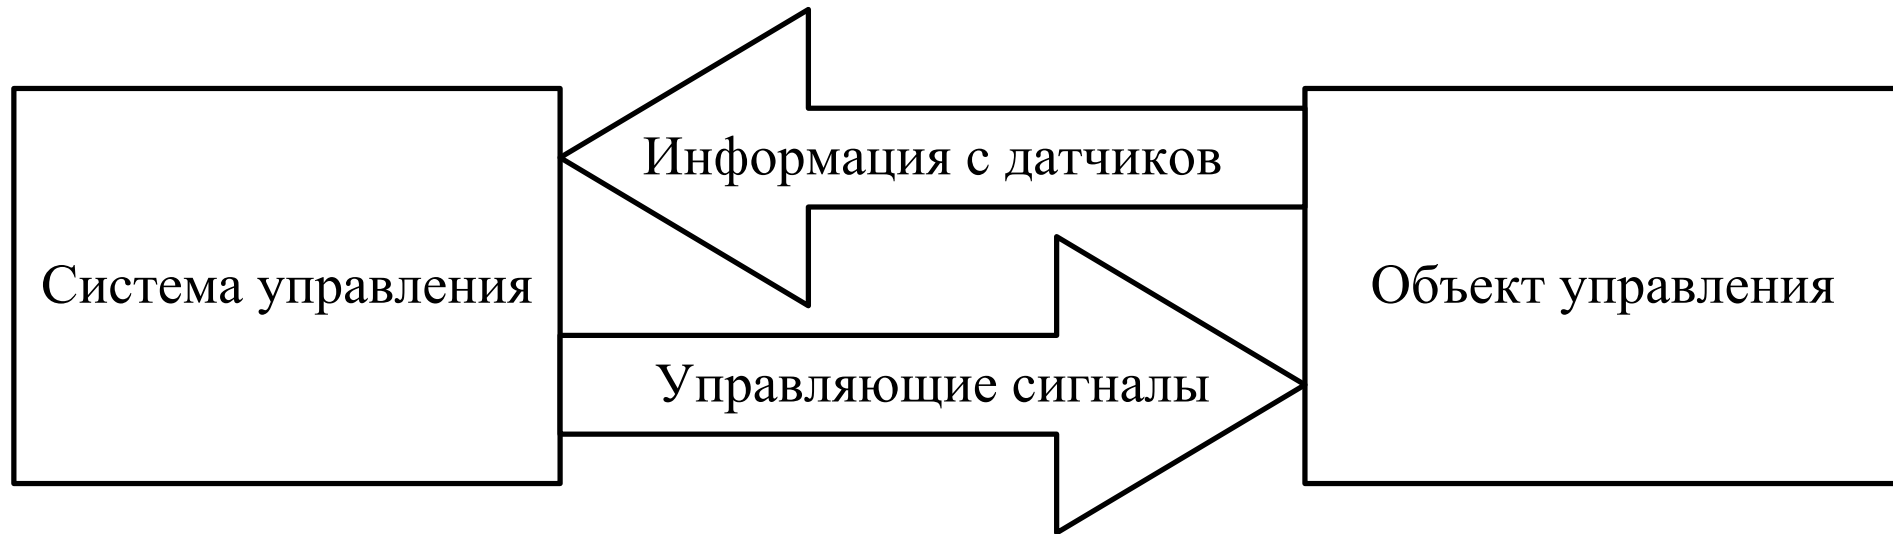 Информация с датчиков
Система управления
Объект управления
Управляющие сигналы